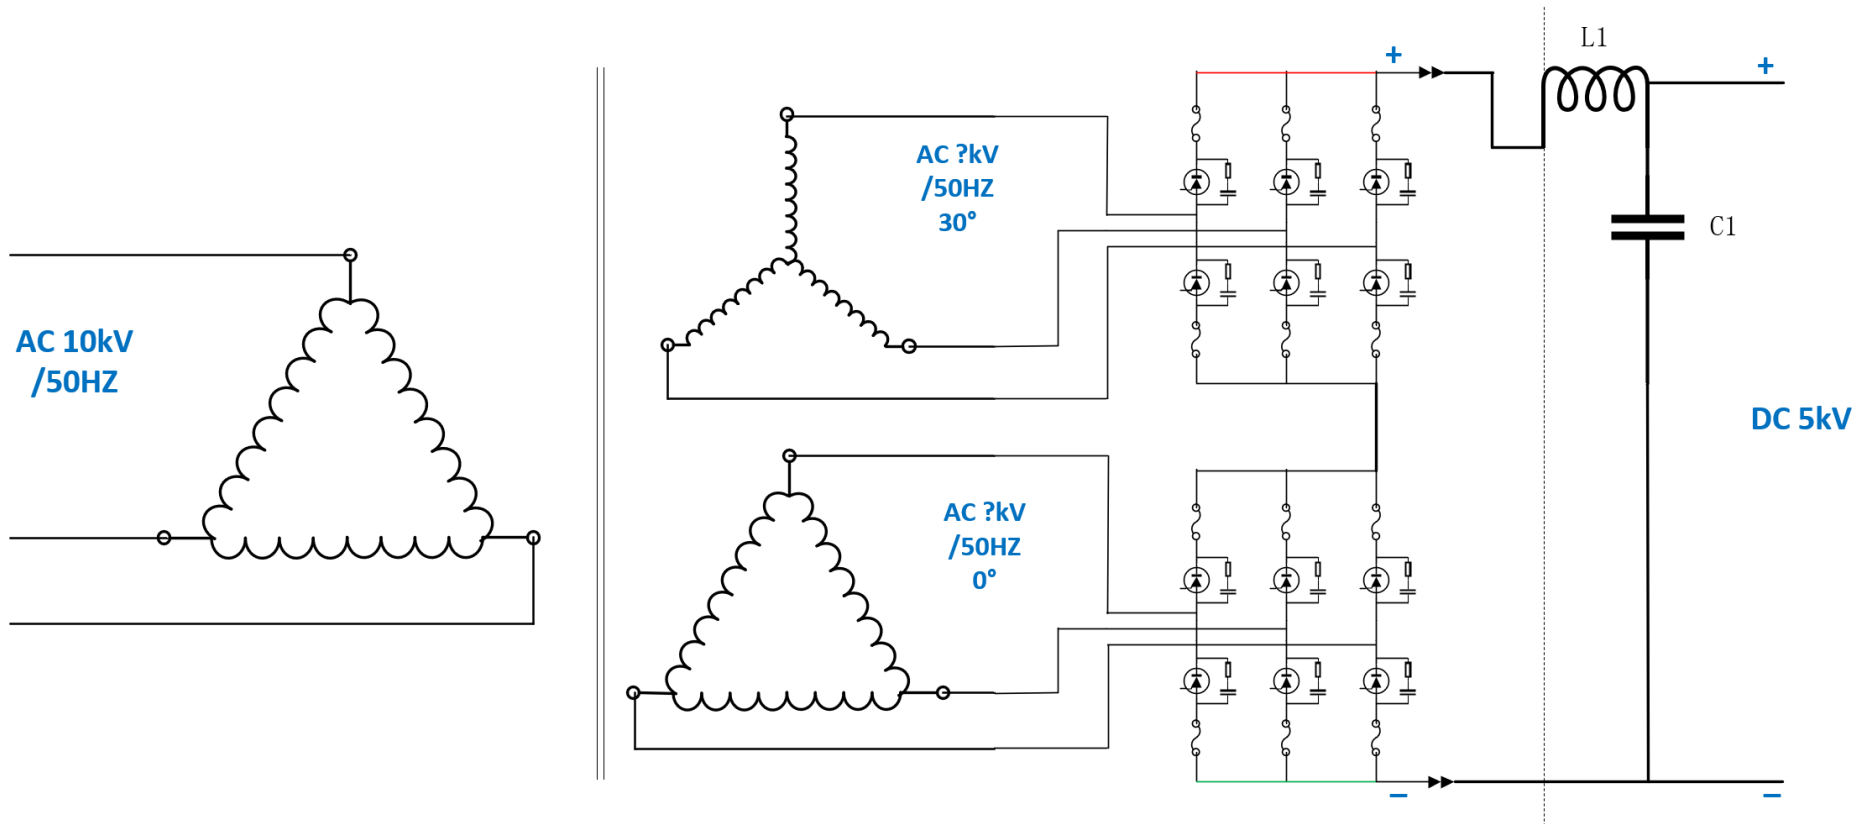 AC 10kV
/50HZ
AC ?kV
/50HZ
30°
AC ?kV
/50HZ
0°
+
−
L1
C1
+
DC 5kV
−